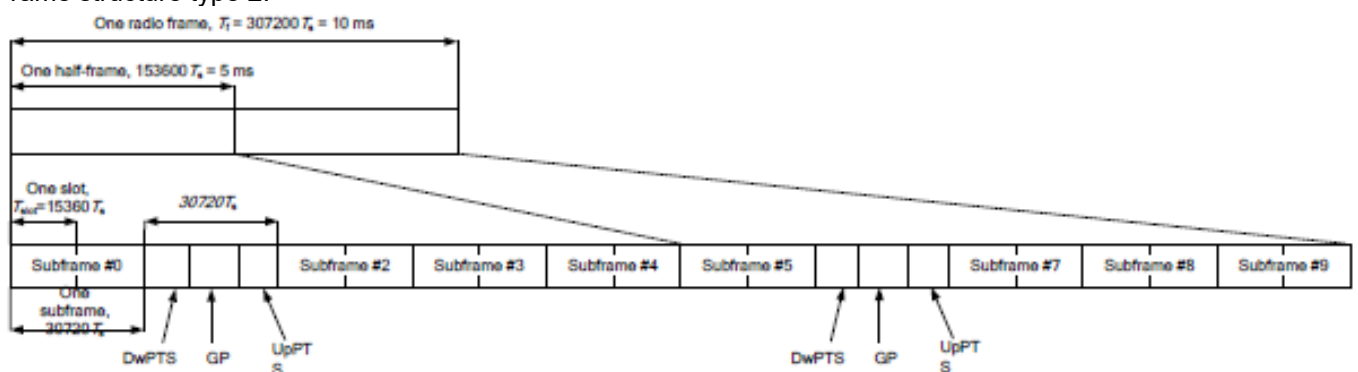 frame structure type 2.
One radio frame, Tf = 307200 Ts = 10 ms
One half-frame, 153600 Ts = 5 ms
One slot,
Tslot=15360 Ts
30720Ts
Subframe #0
Subframe #2
Subframe #3
Subframe #4
Subframe #5
Subframe #7
Subframe #8
Subframe #9
One
subframe,
30720 Ts
DwPTS
GP
UpPT
S
DwPTS
GP
UpPT
S